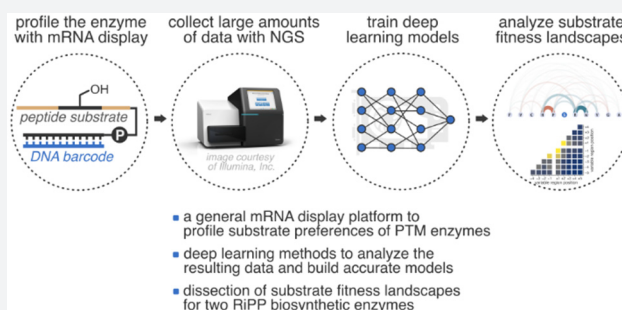 profile the enzyme
with mRNA display
collect large amounts
of data with NGS
train deep
learning models
analyze substrate
fitness landscapes
OH
peptide substrate
P
DNA barcode
image courtesy
of Illumina, Inc.
variable region position
a general mRNA display platform to
profile substrate preferences of PTM enzymes
deep learning methods to analyze the
resulting data and build accurate models
dissection of substrate fitness landscapes
for two RiPP biosynthetic enzymes